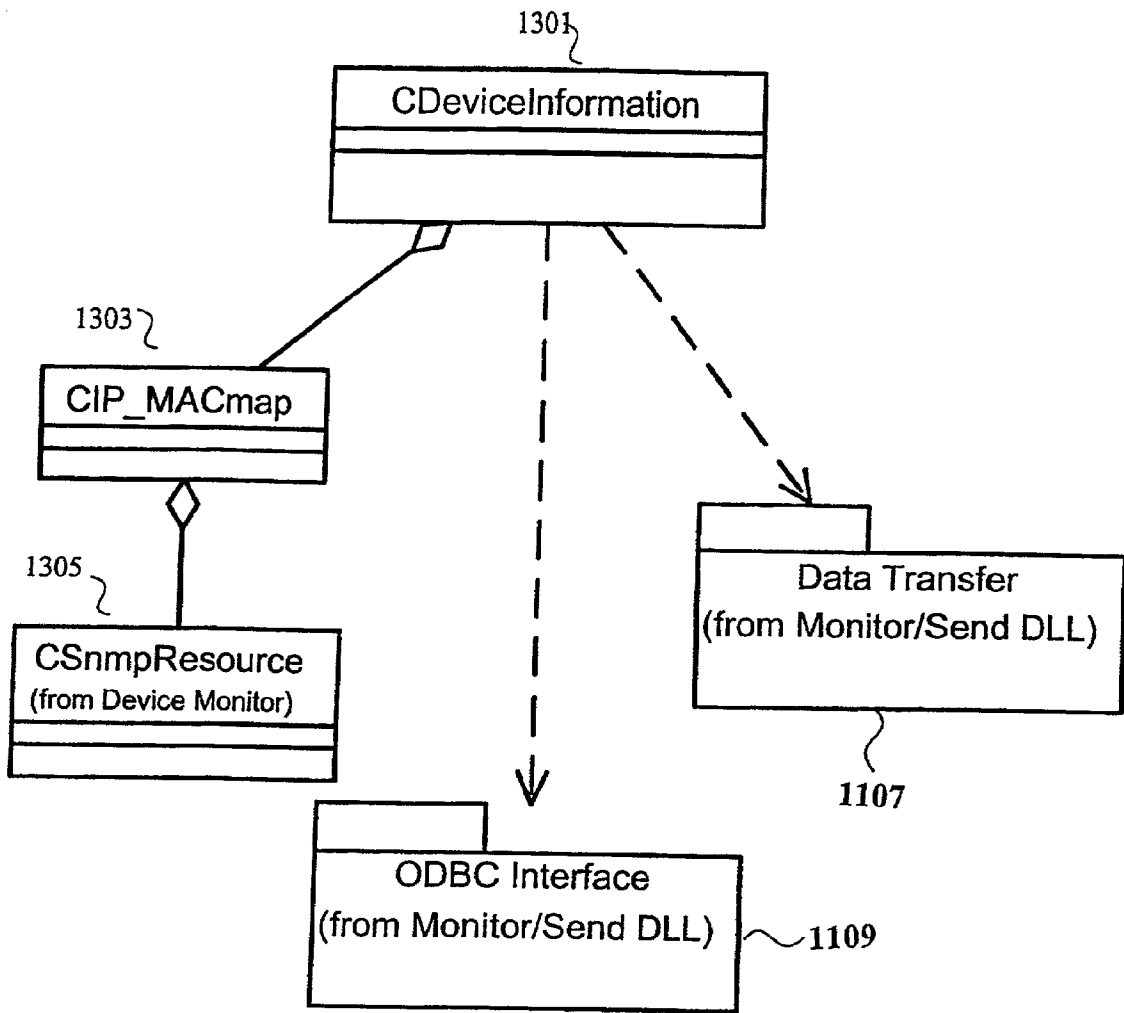 1301
CDeviceInformation
1303
CIP_MACmap
1305
CSnmpResource
(from Device Monitor)
Data Transfer
(from Monitor/Send DLL)
1107
ODBC Interface
(from Monitor/Send DLL)
1109